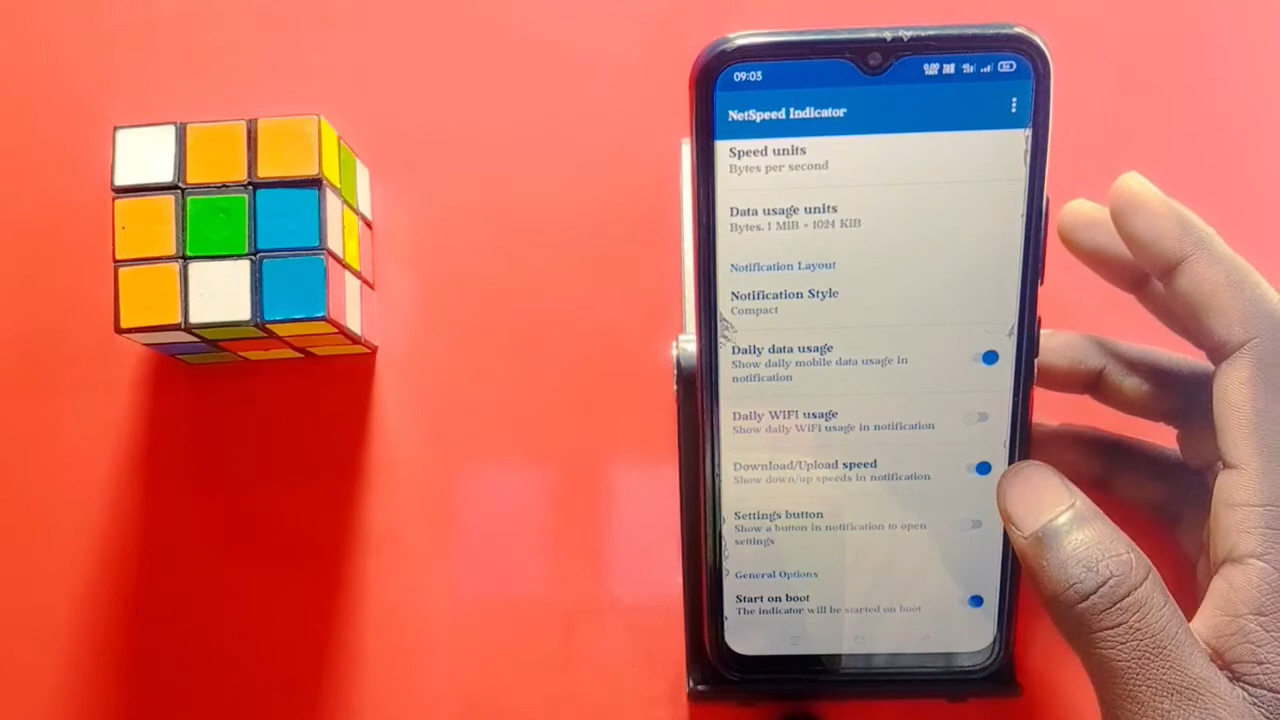 09:03
0.00
NetSpeed Indicator
Speed units
Bytes per second
Data usage units
Bytes. 1 MiB = 1024 KiB
Notification Layout
Notification Style
Compact
Daily data usage
Show daily mobile data usage in
notification
Daily WiFi usage
Show daily WiFi usage in notification
Download/Upload speed
Show down/up speeds in notification
Settings button
Show a button in notification to open
settings
General Options
Start on boot
The indicator will be started on boot